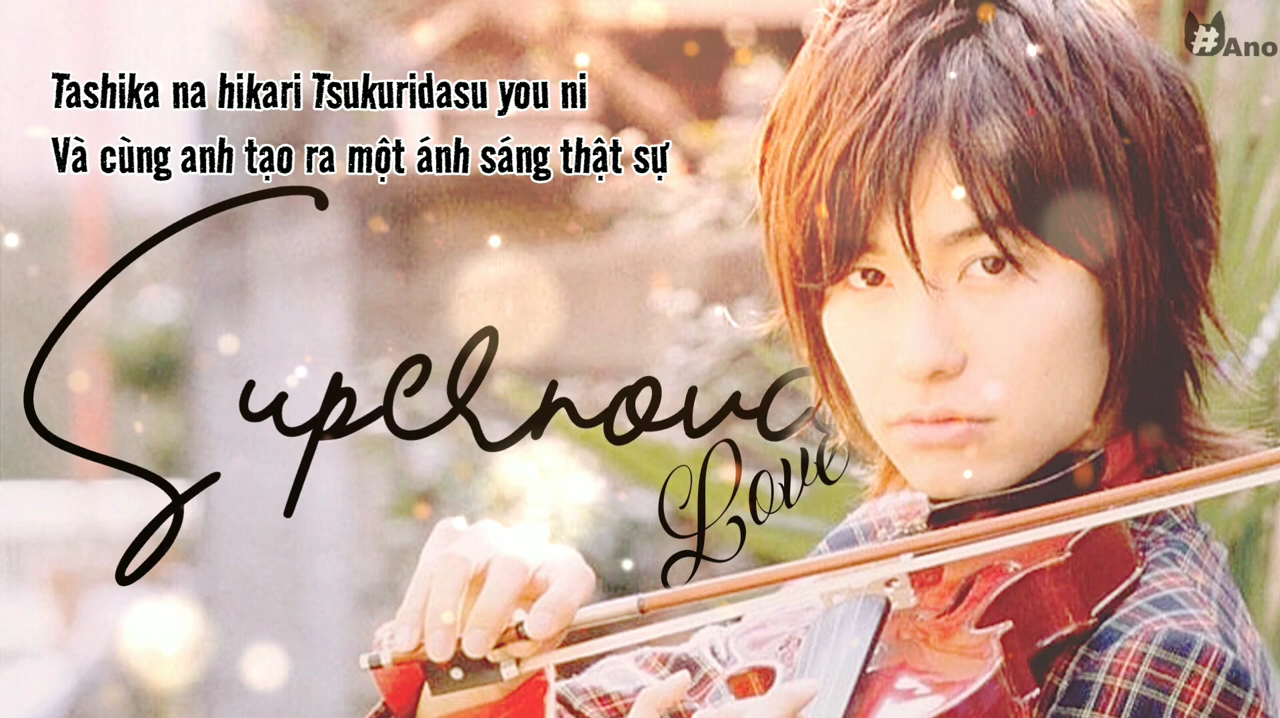 #Ano
Tashika na hikari Tsukuridasu you ni
Và cùng anh tạo ra một ánh sáng thật sự
Supernova
Love